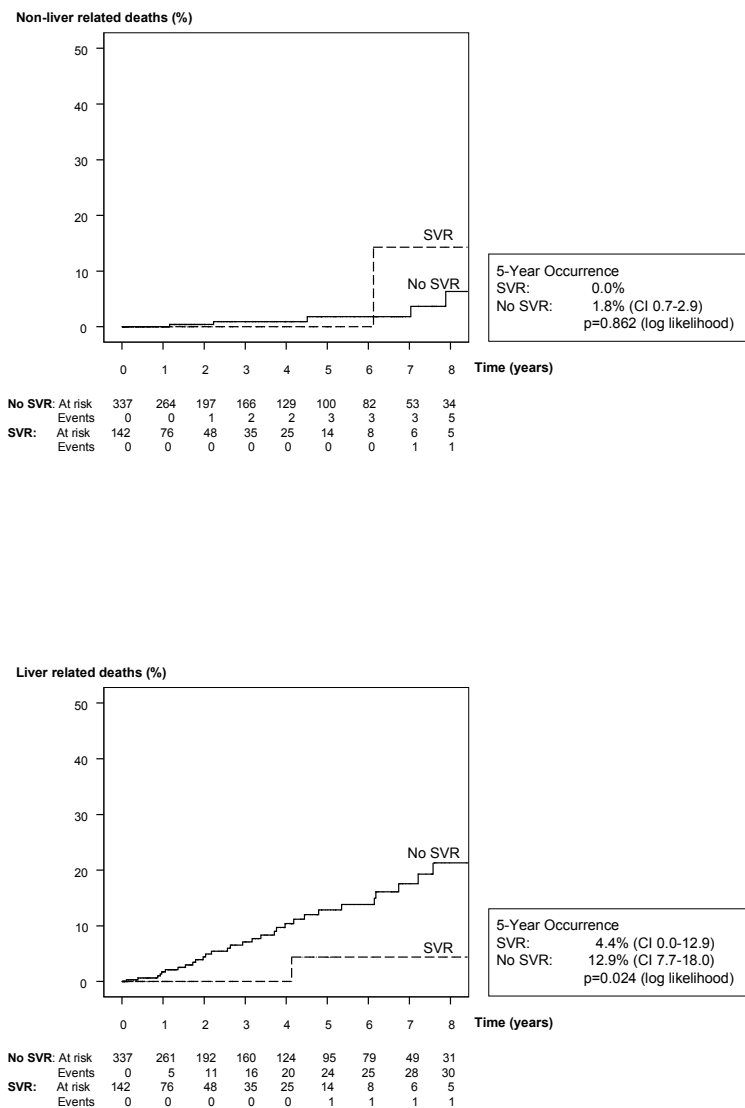 Non-liver related deaths (%)
50
40
30
20
10
0
SVR
No SVR
0 1 2 3 4 5 6 7 8 Time (years)
5-Year Occurrence
SVR: 0.0%
No SVR: 1.8% (CI 0.7-2.9)
p=0.862 (log likelihood)
No SVR: At risk 337 264 197 166 129 100 82 53 34
Events 0 0 1 2 2 3 3 3 5
SVR: At risk 142 76 48 35 25 14 8 6 5
Events 0 0 0 0 0 0 0 1 1
Liver related deaths (%)
50
40
30
20
10
0
No SVR
SVR
0 1 2 3 4 5 6 7 8 Time (years)
5-Year Occurrence
SVR: 4.4% (CI 0.0-12.9)
No SVR: 12.9% (CI 7.7-18.0)
p=0.024 (log likelihood)
No SVR: At risk 337 261 192 160 124 95 79 49 31
Events 0 5 11 16 20 24 25 28 30
SVR: At risk 142 76 48 35 25 14 8 6 5
Events 0 0 0 0 0 1 1 1 1